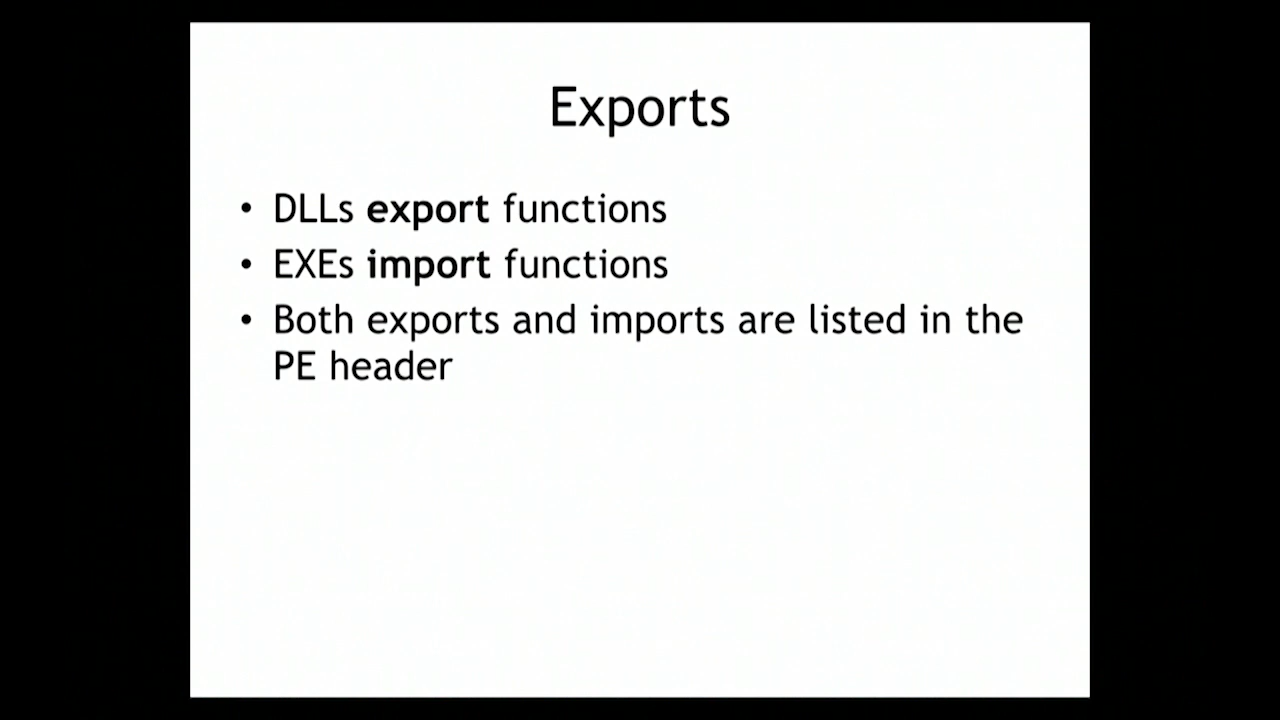 Exports
• DLLs export functions
• EXEs import functions
• Both exports and imports are listed in the
PE header